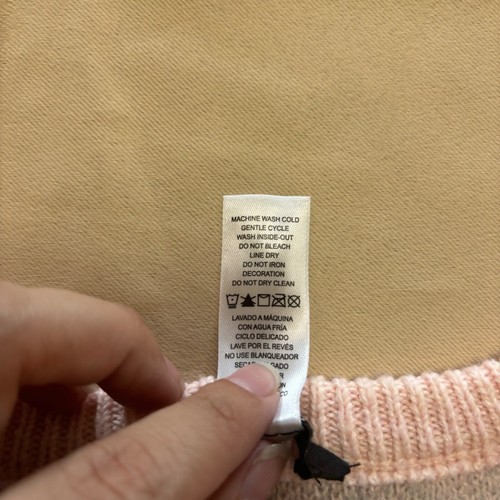 MACHINE WASH COLD
GENTLE CYCLE
WASH INSIDE-OUT
DO NOT BLEACH
LINE DRY
DO NOT IRON
DECORATION
DO NOT DRY CLEAN
LAVADO A MÁQUINA
CON AGUA FRÍA
CICLO DELICADO
LAVE POR EL REVÉS
NO USE BLANQUEADOR